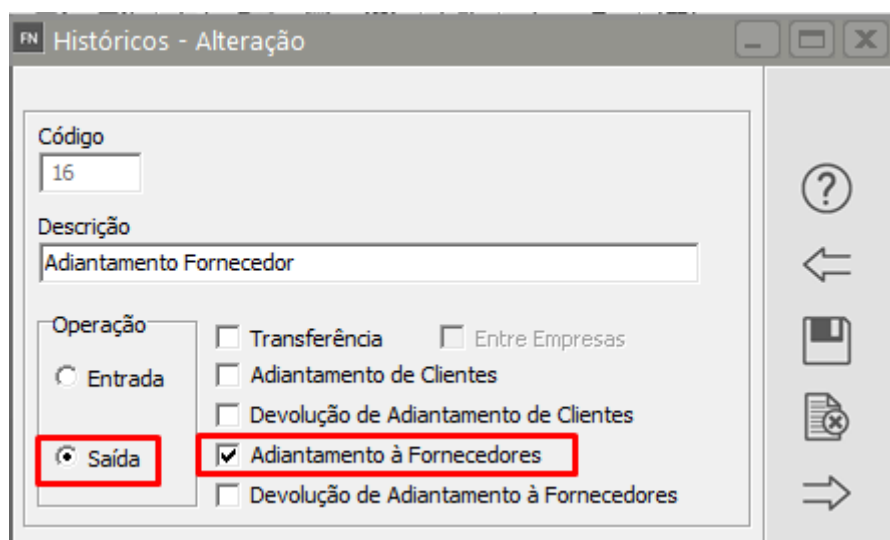 FN Históricos - Alteração
Código
16
Descrição
Adiantamento Fornecedor
Operação
Transferência Entre Empresas
Entrada
Adiantamento de Clientes
Devolução de Adiantamento de Clientes
Saída
Adiantamento à Fornecedores
Devolução de Adiantamento à Fornecedores
?